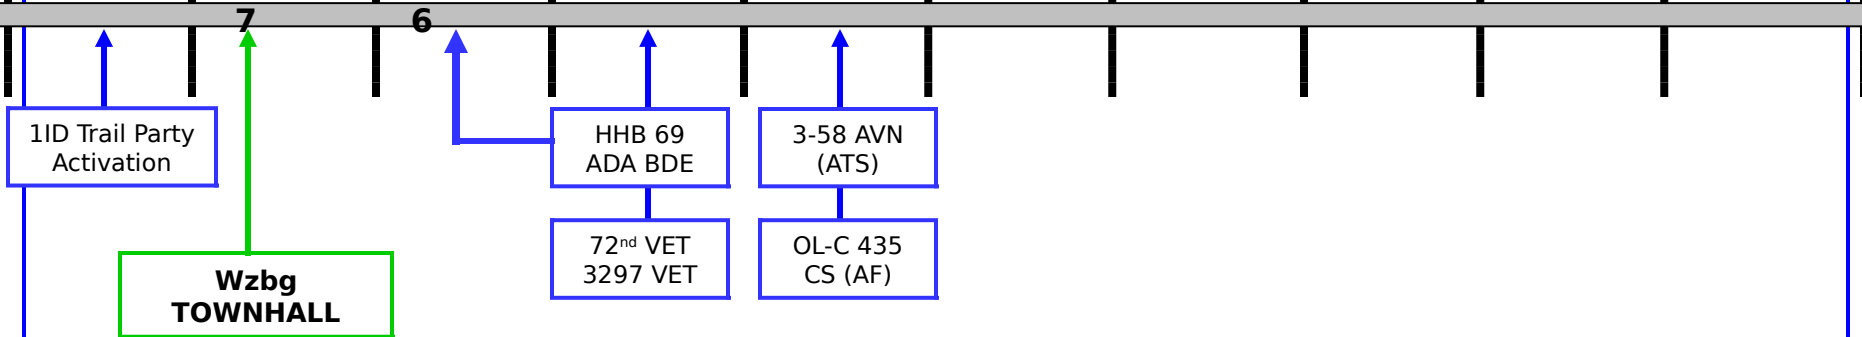 7
6
1ID Trail Party
Activation
HHB 69
ADA BDE
3-58 AVN
(ATS)
72nd VET
3297 VET
OL-C 435
CS (AF)
Wzbg
TOWNHALL